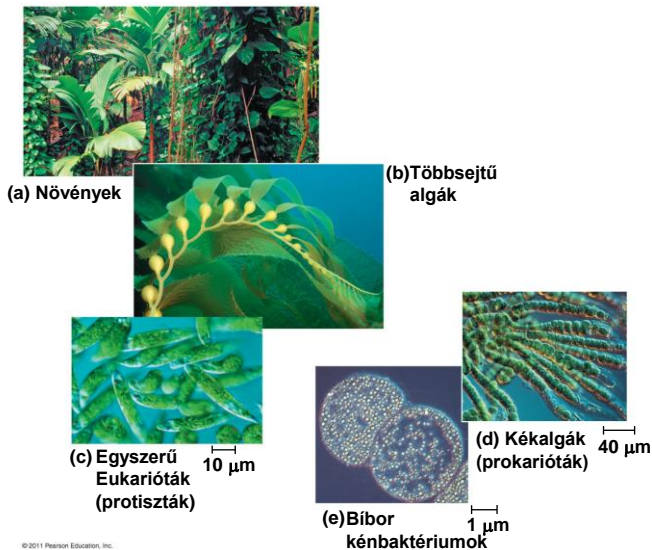 (a) Növények
(b)Többsejtű
algák
(c) Egyszerű
Eukarióták
(protiszták)
10 μm
(d) Kékalgák
(prokarióták)
40 μm
(e)Bíbor
kénbaktériumok
1 μm
©2011 Pearson Education, Inc.